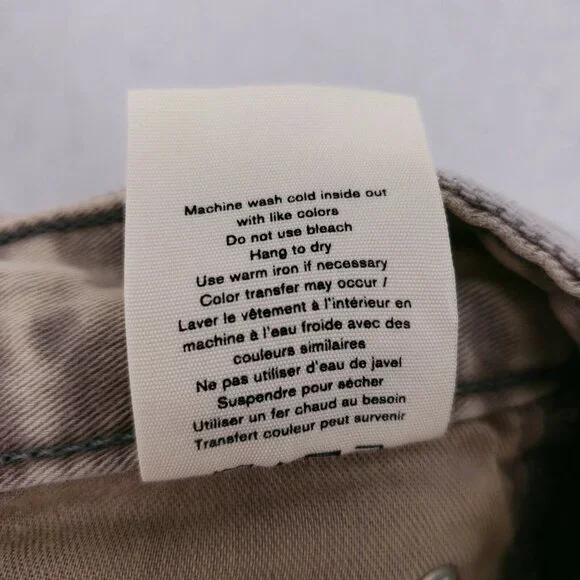 Machine wash cold inside out
with like colors
Do not use bleach
Hang to dry
Use warm iron if necessary
Color transfer may occur /
Laver le vêtement à l'intérieur en
machine à l'eau froide avec des
couleurs similaires
Ne pas utiliser d'eau de javel
Suspendre pour sécher
Utiliser un fer chaud au besoin
Transfert couleur peut survenir